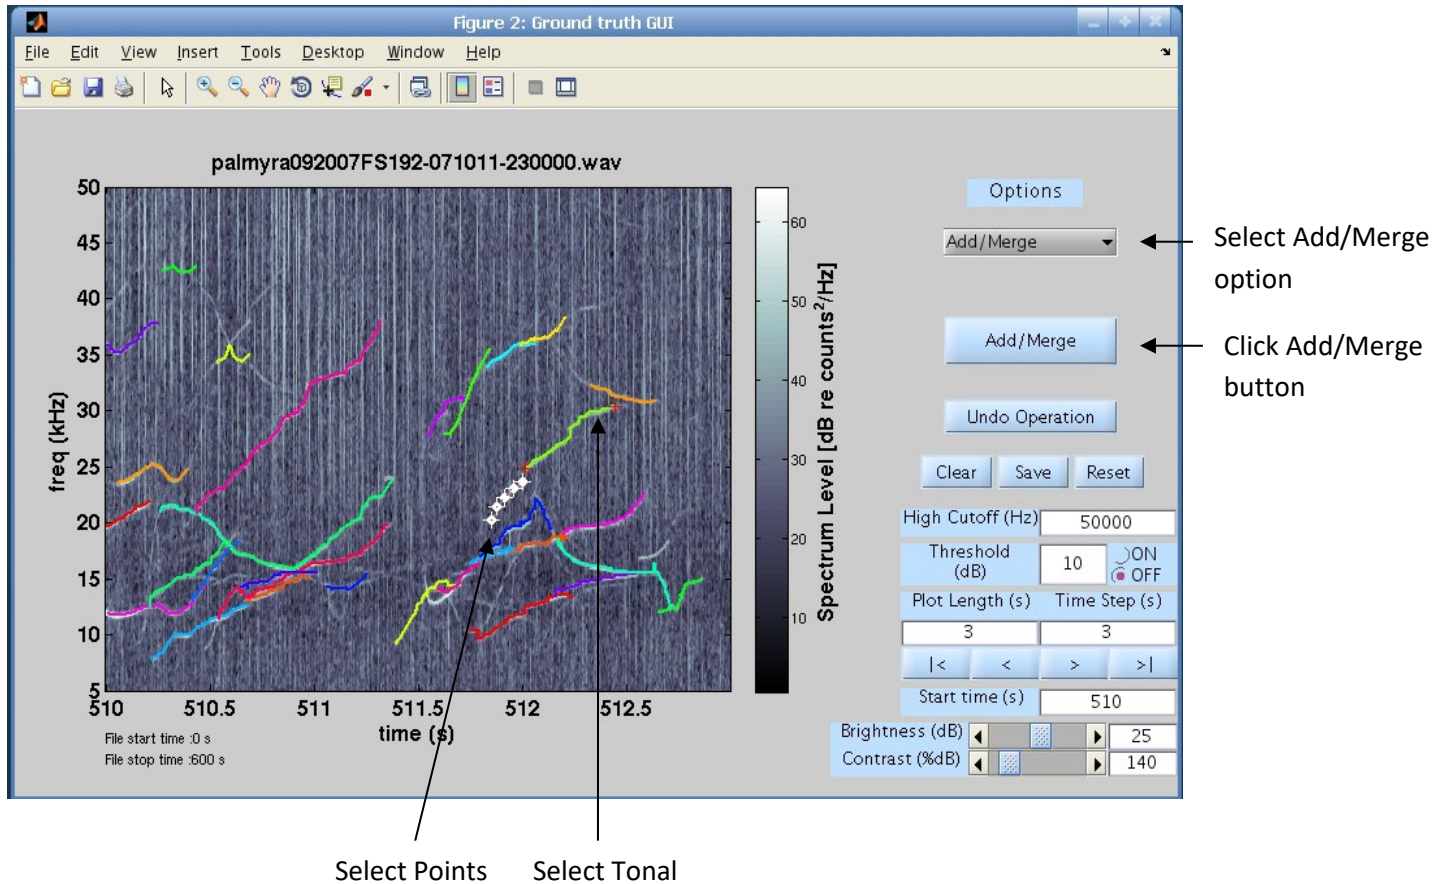 Figure 2: Ground truth GUI
File Edit View Insert Tools Desktop Window Help
palmyra092007FS192-071011-230000.wav
50
45
40
35
30
25
20
15
10
5
freq (kHz)
510 510.5 511 511.5 512 512.5
time (s)
File start time :0 s
File stop time :600 s
60
50
40
30
20
10
Spectrum Level [dB re counts²/Hz]
Options
Add/Merge
Add/Merge
Undo Operation
Clear Save Reset
High Cutoff (Hz) 50000
Threshold
(dB)
10
ON
OFF
Plot Length (s) Time Step (s)
3 3
|< < > >|
Start time (s) 510
Brightness (dB) 25
Contrast (%dB) 140
Select Add/Merge
option
Click Add/Merge
button
Select Points
Select Tonal